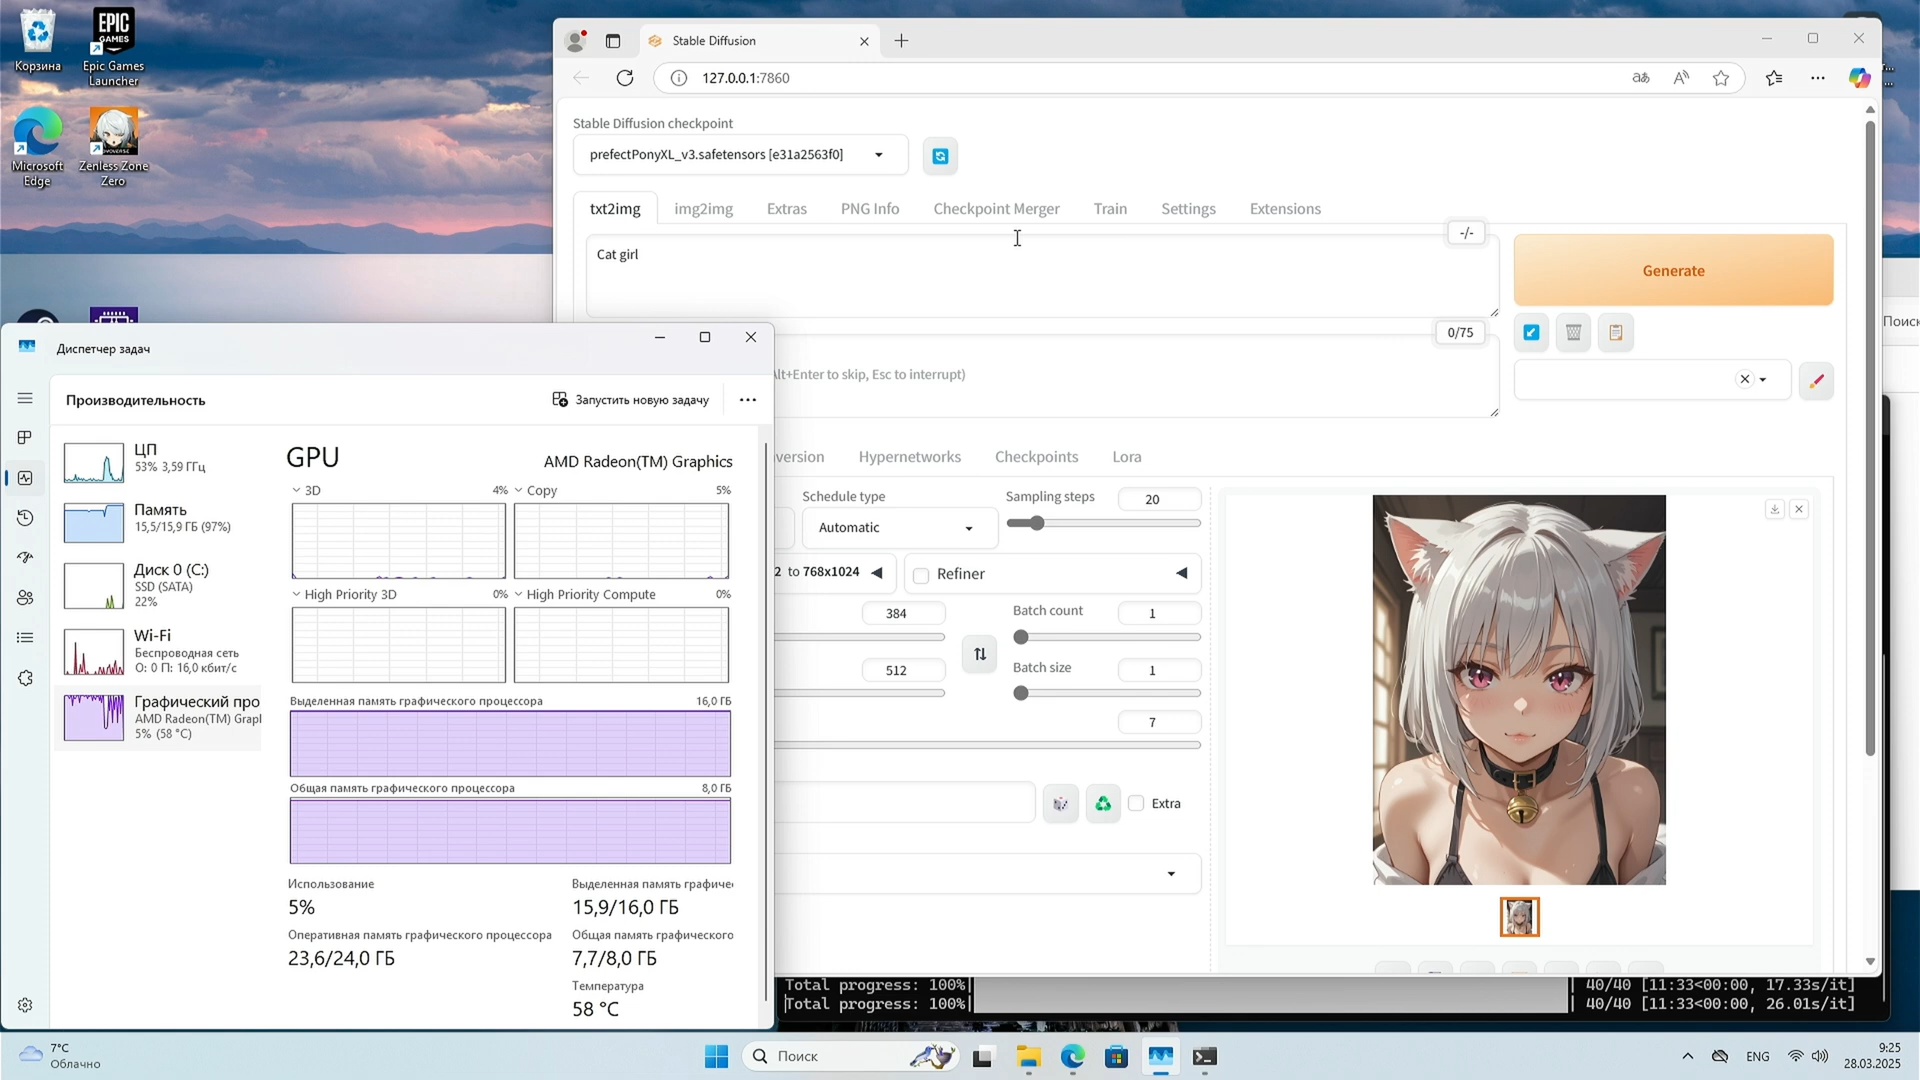 Корзина
EPIC
GAMES
Epic Games
Launcher
Microsoft
Edge
Zenless Zone
Zero
Stable Diffusion
127.0.0.1:7860
Stable Diffusion checkpoint
prefectPonyXL_v3.safetensors [e31a2563f0]
txt2img
img2img
Extras
PNG Info
Checkpoint Merger
Train
Settings
Extensions
-/-
Cat girl
Generate
0/75
lt+Enter to skip, Esc to interrupt)
version
Hypernetworks
Checkpoints
Lora
Schedule type
Automatic
Sampling steps
20
2 to 768x1024
Refiner
384
Batch count
1
512
Batch size
1
7
Extra
Поиск
Диспетчер задач
Производительность
Запустить новую задачу
ЦП
53% 3,59 ГГц
Память
15,5/15,9 ГБ (97%)
Диск 0 (C:)
SSD (SATA)
22%
Wi-Fi
Беспроводная сеть
О: 0 П: 16,0 кбит/с
Графический про
AMD Radeon(TM) Grapl
5% (58 °C)
GPU
AMD Radeon(TM) Graphics
3D 4%
Copy 5%
High Priority 3D 0%
High Priority Compute 0%
Выделенная память графического процессора 16,0 ГБ
Общая память графического процессора 8,0 ГБ
Использование
5%
Выделенная память графиче
15,9/16,0 ГБ
Оперативная память графического процессора
23,6/24,0 ГБ
Общая память графического
7,7/8,0 ГБ
Температура
58 °C
Total progress: 100%| | 40/40 [11:33<00:00, 17.33s/it]
Total progress: 100%| | 40/40 [11:33<00:00, 26.01s/it]
7°C
Облачно
Поиск
ENG
9:25
28.03.2025